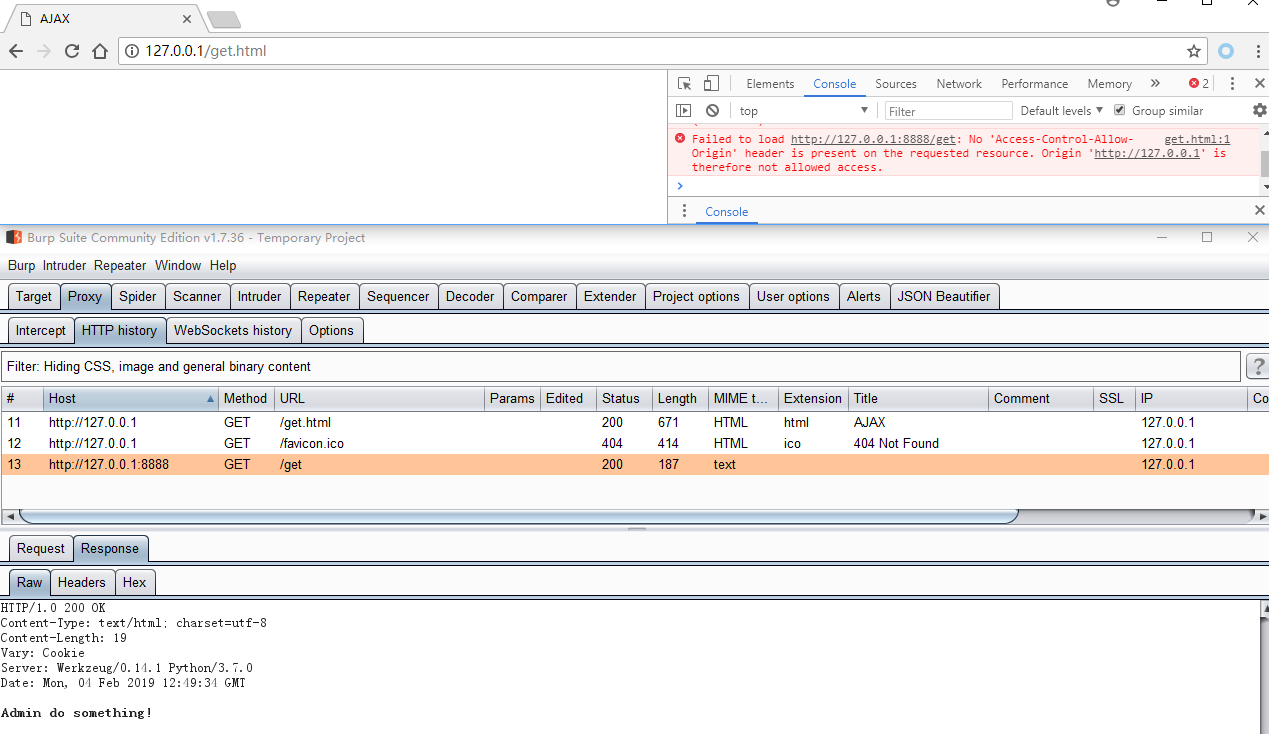 AJAX
127.0.0.1/get.html
Elements Console Sources Network Performance Memory » 2
top Filter Default levels Group similar
Failed to load http://127.0.0.1:8888/get: No 'Access-Control-Allow- get.html:1
Origin' header is present on the requested resource. Origin 'http://127.0.0.1' is
therefore not allowed access.
Console
Burp Suite Community Edition v1.7.36 - Temporary Project
Burp Intruder Repeater Window Help
Target Proxy Spider Scanner Intruder Repeater Sequencer Decoder Comparer Extender Project options User options Alerts JSON Beautifier
Intercept HTTP history WebSockets history Options
Filter: Hiding CSS, image and general binary content ?
# Host Method URL Params Edited Status Length MIME t... Extension Title Comment SSL IP Co
11 http://127.0.0.1 GET /get.html 200 671 HTML html AJAX 127.0.0.1
12 http://127.0.0.1 GET /favicon.ico 404 414 HTML ico 404 Not Found 127.0.0.1
13 http://127.0.0.1:8888 GET /get 200 187 text 127.0.0.1
Request Response
Raw Headers Hex
HTTP/1.0 200 OK
Content-Type: text/html; charset=utf-8
Content-Length: 19
Vary: Cookie
Server: Werkzeug/0.14.1 Python/3.7.0
Date: Mon, 04 Feb 2019 12:49:34 GMT
Admin do something!